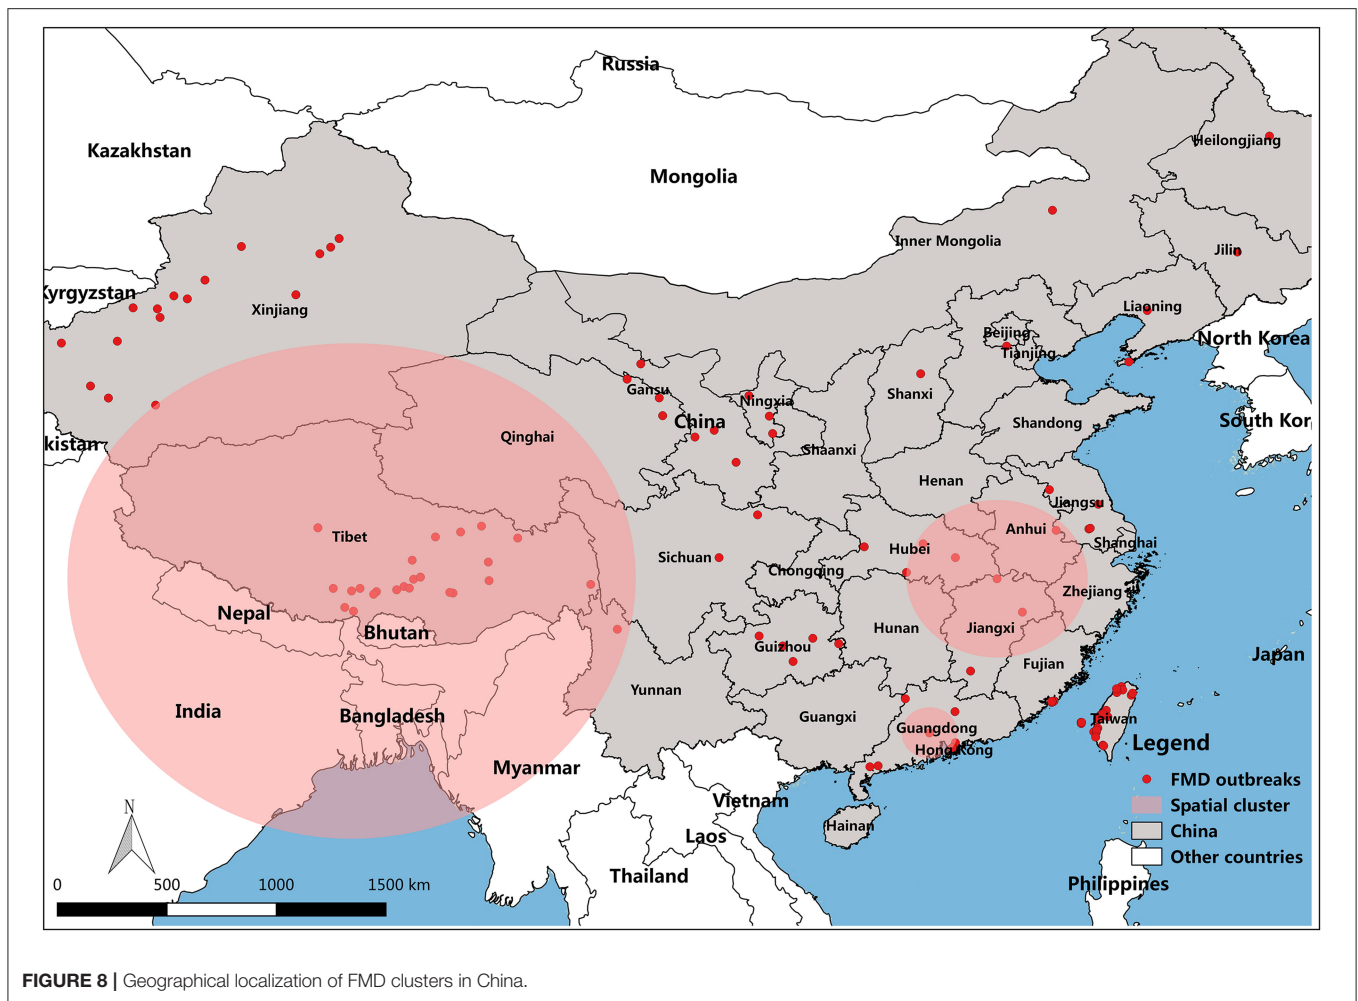 Russia
Kazakhstan
Heilongjiang
Mongolia
Inner Mongolia
Jilin
Kyrgyzstan
Xinjiang
Liaoning
Beijing
North Korea
Tianjing
Gansu
Ningxia
Shanxi
China
Shandong
South Kor
kistan
Qinghai
Shaanxi
Henan
Jiangsu
Tibet
Anhui
Shanghai
Sichuan
Hubei
Chongqing
Zhejiang
Nepal
Bhutan
Hunan
Jiangxi
Guizhou
Japan
Fujian
Yunnan
India
Bangladesh
Guangxi
Guangdong
Taiwan
Hong Kong
Myanmar
Vietnam
Hainan
Laos
Thailand
Philippines
Legend
FMD outbreaks
Spatial cluster
China
Other countries
N
0 500 1000 1500 km
FIGURE 8 | Geographical localization of FMD clusters in China.